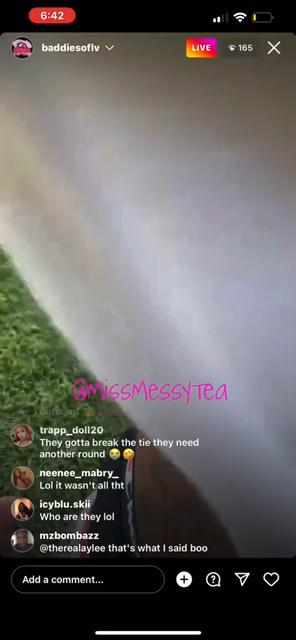 6:42
baddiesoflv
LIVE
165
@MissMessyTea
different
trapp_doll20
They gotta break the tie they need
another round 😭🤣
neenee_mabry_
Lol it wasn't all tht
icyblu.skii
Who are they lol
mzbombazz
@therealaylee that's what I said boo
Add a comment...